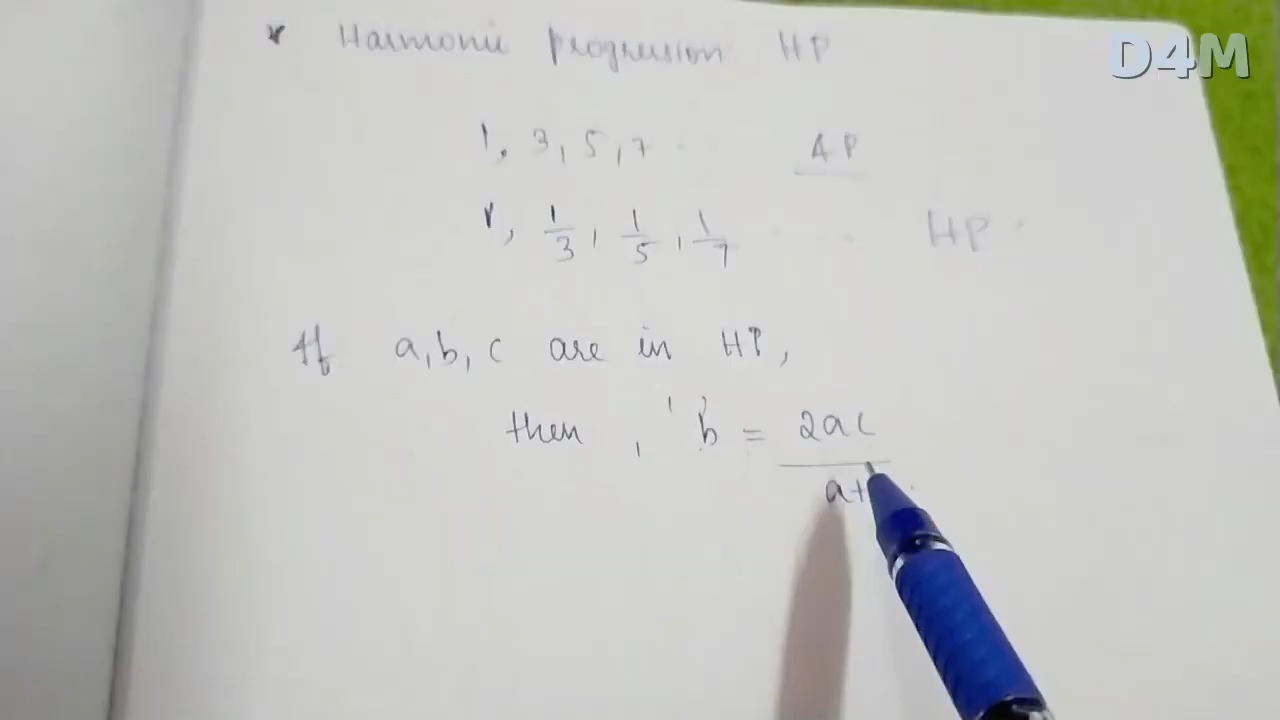 D4M
Harmonic progression HP
1, 3, 5, 7 AP
1, 1/3, 1/5, 1/7 ..... HP.
If a, b, c are in HP,
then , b = 2ac
a+